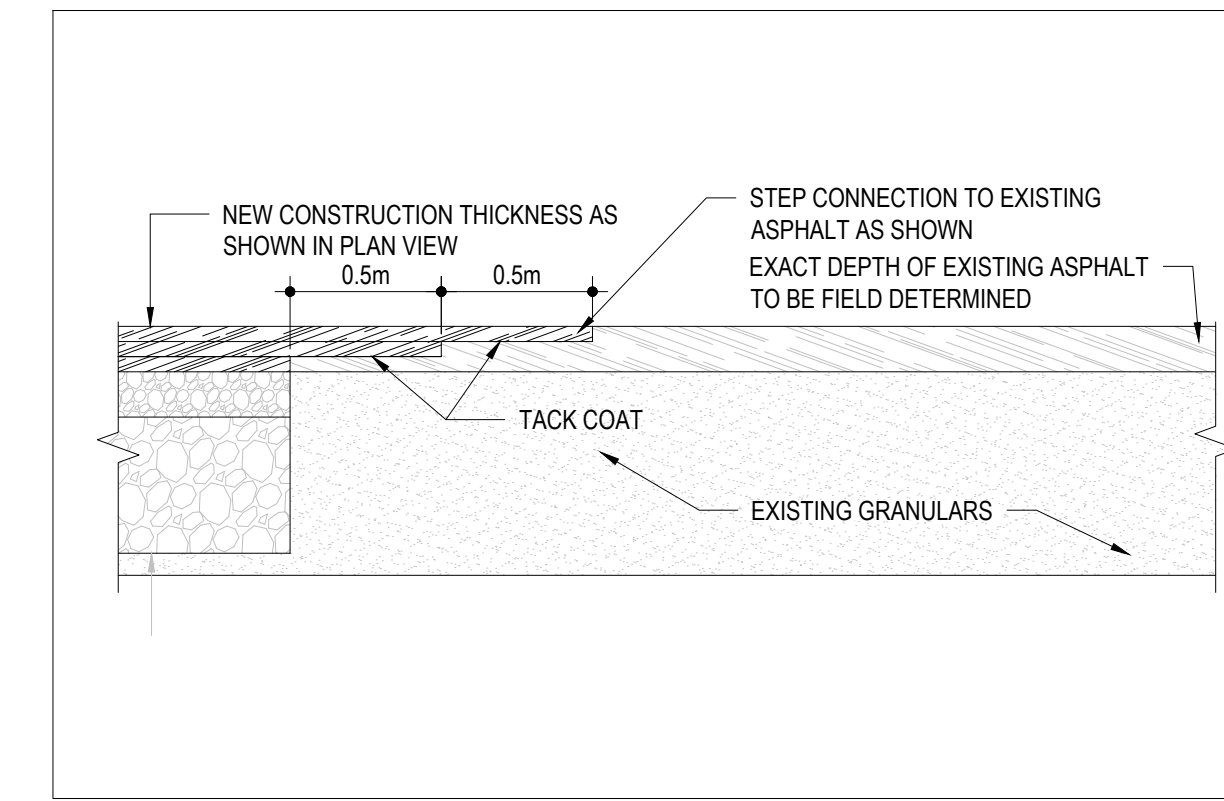 NEW CONSTRUCTION THICKNESS AS
SHOWN IN PLAN VIEW
0.5m
0.5m
STEP CONNECTION TO EXISTING
ASPHALT AS SHOWN
EXACT DEPTH OF EXISTING ASPHALT
TO BE FIELD DETERMINED
TACK COAT
EXISTING GRANULARS